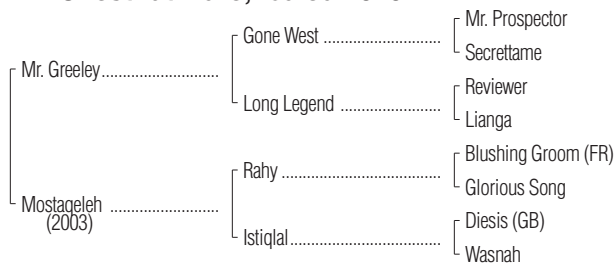 Mr. Prospector
Gone West
Secrettame
Mr. Greeley
Reviewer
Long Legend
Lianga
Blushing Groom (FR)
Rahy
Glorious Song
Mostageleh
(2003)
Diesis (GB)
Istiqlal
Wasnah